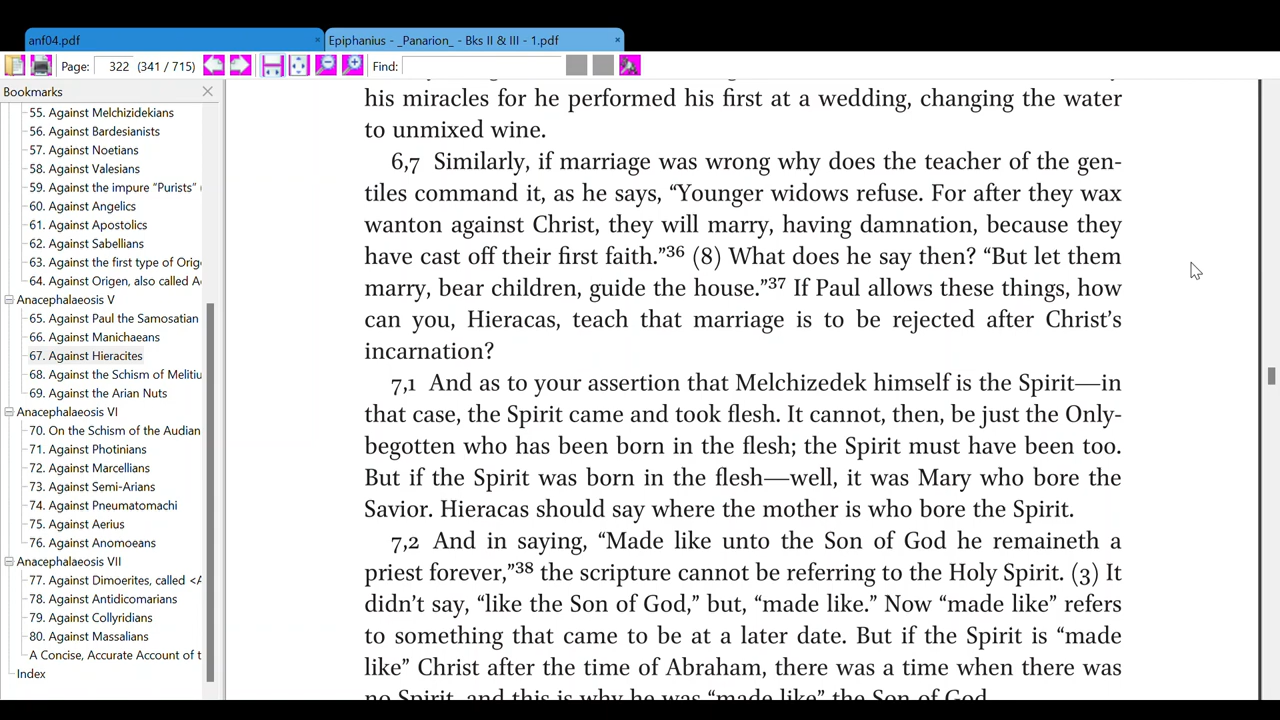 anf04.pdf ×
Epiphanius - _Panarion_ - Bks II & III - 1.pdf ×
Page: 322 (341 / 715) Find:
Bookmarks
55. Against Melchizidekians
56. Against Bardesianists
57. Against Noetians
58. Against Valesians
59. Against the impure “Purists” (
60. Against Angelics
61. Against Apostolics
62. Against Sabellians
63. Against the first type of Orig
64. Against Origen, also called A
Anacephalaeosis V
65. Against Paul the Samosatian
66. Against Manichaeans
67. Against Hieracites
68. Against the Schism of Melitiu
69. Against the Arian Nuts
Anacephalaeosis VI
70. On the Schism of the Audian
71. Against Photinians
72. Against Marcellians
73. Against Semi-Arians
74. Against Pneumatomachi
75. Against Aerius
76. Against Anomoeans
Anacephalaeosis VII
77. Against Dimoerites, called <A
78. Against Antidicomarians
79. Against Collyridians
80. Against Massalians
A Concise, Accurate Account of t
Index
his miracles for he performed his first at a wedding, changing the water
to unmixed wine.
6,7 Similarly, if marriage was wrong why does the teacher of the gen-
tiles command it, as he says, “Younger widows refuse. For after they wax
wanton against Christ, they will marry, having damnation, because they
have cast off their first faith.”36 (8) What does he say then? “But let them
marry, bear children, guide the house.”37 If Paul allows these things, how
can you, Hieracas, teach that marriage is to be rejected after Christ’s
incarnation?
7,1 And as to your assertion that Melchizedek himself is the Spirit—in
that case, the Spirit came and took flesh. It cannot, then, be just the Only-
begotten who has been born in the flesh; the Spirit must have been too.
But if the Spirit was born in the flesh—well, it was Mary who bore the
Savior. Hieracas should say where the mother is who bore the Spirit.
7,2 And in saying, “Made like unto the Son of God he remaineth a
priest forever,”38 the scripture cannot be referring to the Holy Spirit. (3) It
didn’t say, “like the Son of God,” but, “made like.” Now “made like” refers
to something that came to be at a later date. But if the Spirit is “made
like” Christ after the time of Abraham, there was a time when there was
no Spirit, and this is why he was “made like” the Son of God.